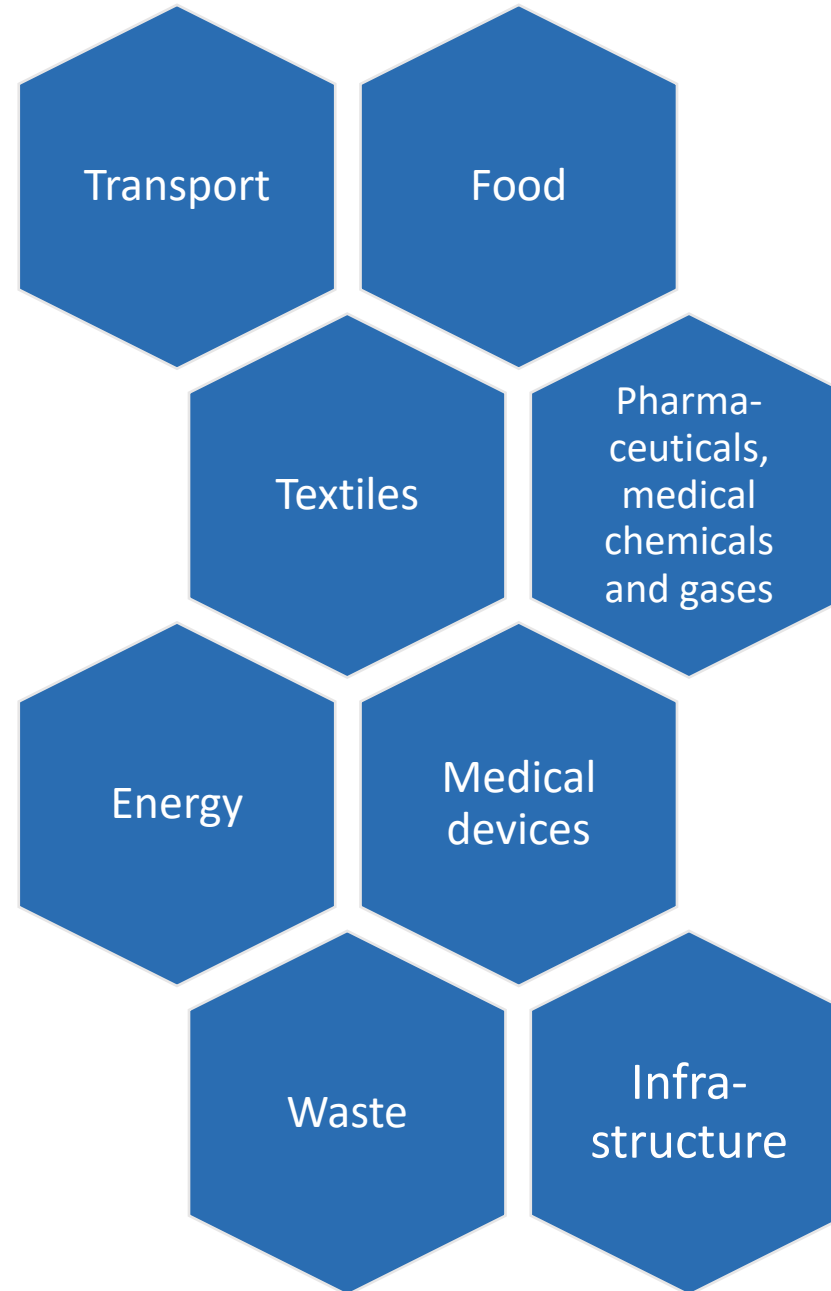 Transport
Food
Textiles
Pharma-
ceuticals,
medical
chemicals
and gases
Energy
Medical
devices
Waste
Infra-
structure